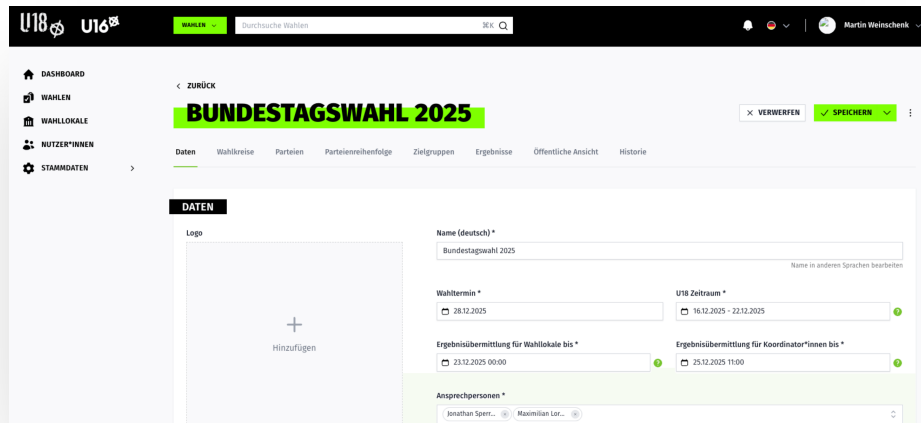 U18 U16
WAHLEN Durchsuche Wahlen ⌘K Martin Weinschenk
DASHBOARD
WAHLEN
WAHLLOKALE
NUTZER*INNEN
STAMMDATEN
ZURÜCK
BUNDESTAGSWAHL 2025
VERWERFEN SPEICHERN
Daten Wahlkreise Parteien Parteienreihenfolge Zielgruppen Ergebnisse Öffentliche Ansicht Historie
DATEN
Logo
Hinzufügen
Name (deutsch) *
Bundestagswahl 2025
Name in anderen Sprachen bearbeiten
Wahltermin * U18 Zeitraum *
28.12.2025 16.12.2025 - 22.12.2025
Ergebnisübermittlung für Wahllokale bis * Ergebnisübermittlung für Koordinator*innen bis *
23.12.2025 00:00 25.12.2025 11:00
Ansprechpersonen *
Jonathan Sperr... Maximilian Lor...